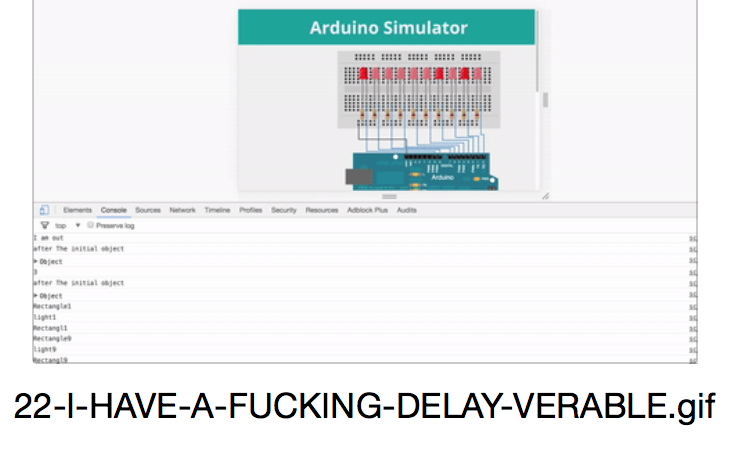 Arduino Simulator
Arduino
Elements Console Sources Network Timeline Profiles Security Resources Adblock Plus Audits
top Preserve log
I am out
after The initial object
Object
3
after The initial object
Object
Rectangle1
light1
Rectangl1
Rectangle9
light9
Rectangl9
22-I-HAVE-A-FUCKING-DELAY-VERABLE.gif